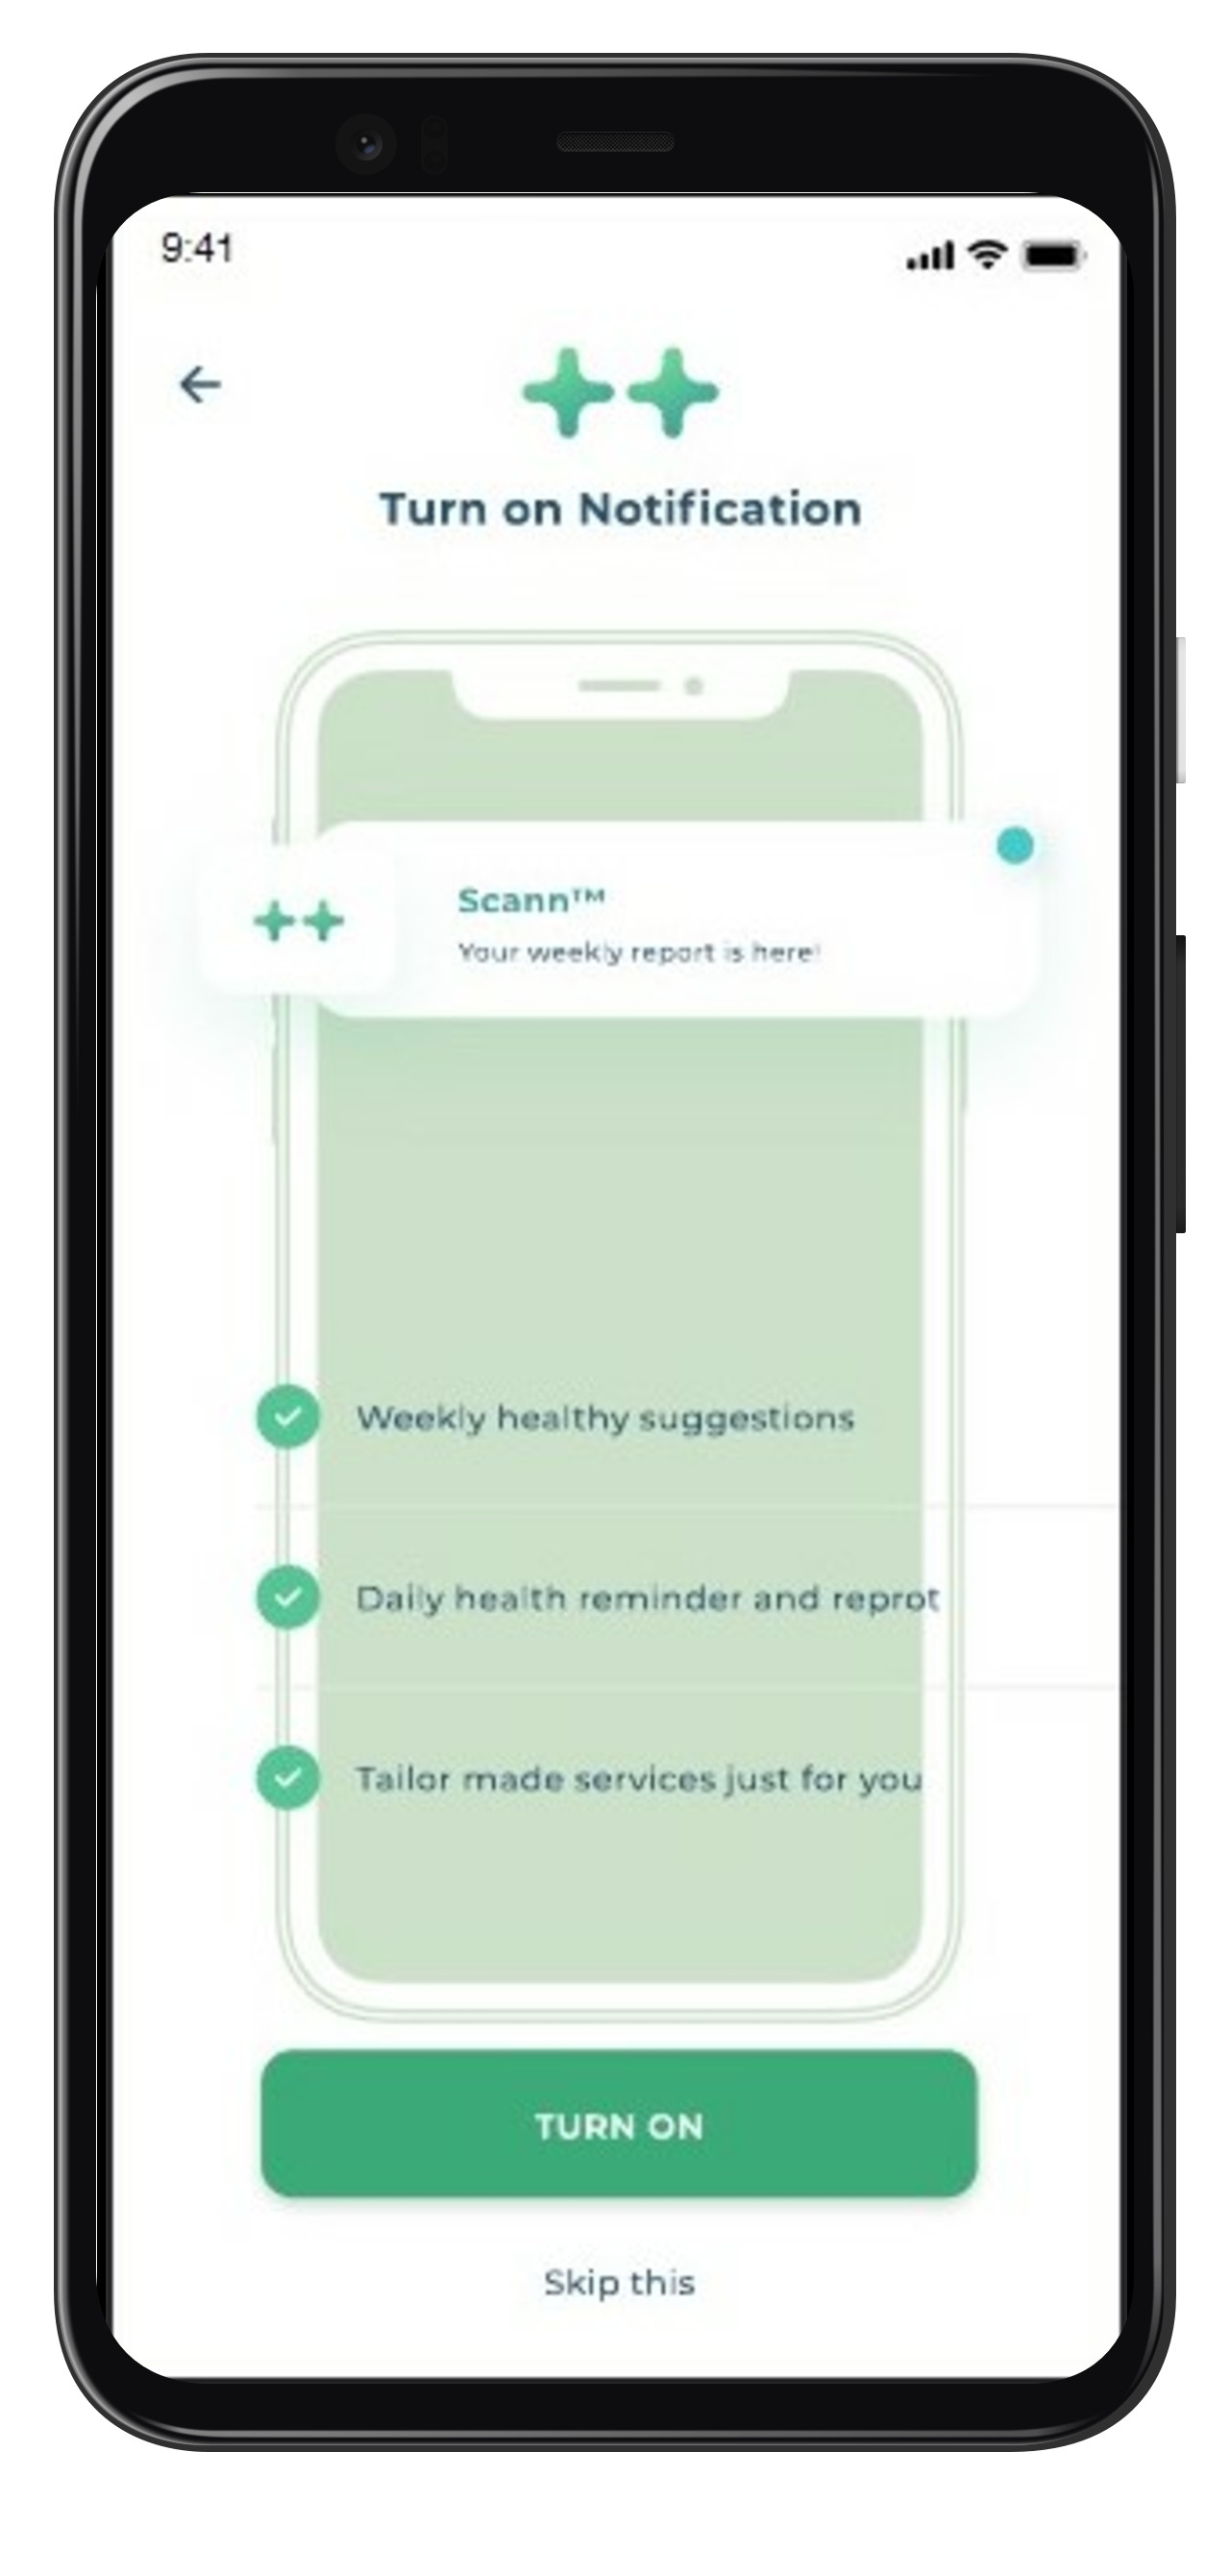 9:41
Turn on Notification
Scann™
Your weekly report is here!
Weekly healthy suggestions
Daily health reminder and reprot
Tailor made services just for you
TURN ON
Skip this